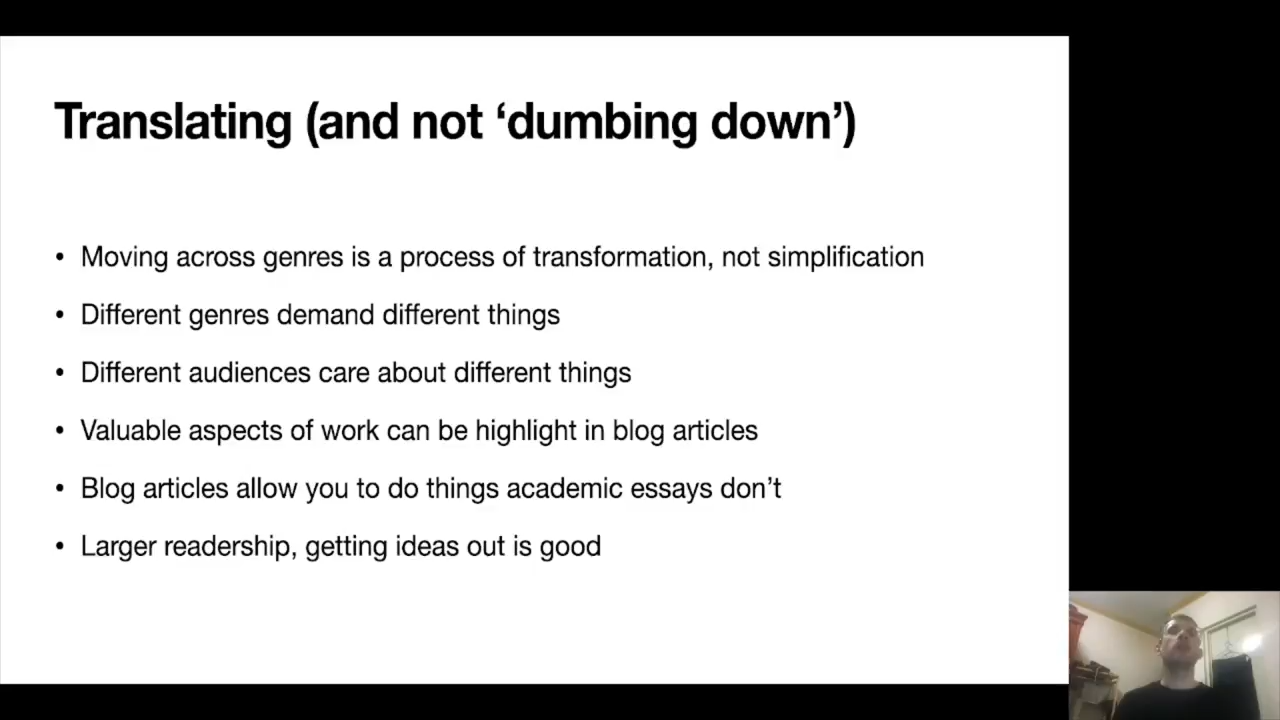 Translating (and not ‘dumbing down’)
• Moving across genres is a process of transformation, not simplification
• Different genres demand different things
• Different audiences care about different things
• Valuable aspects of work can be highlight in blog articles
• Blog articles allow you to do things academic essays don’t
• Larger readership, getting ideas out is good